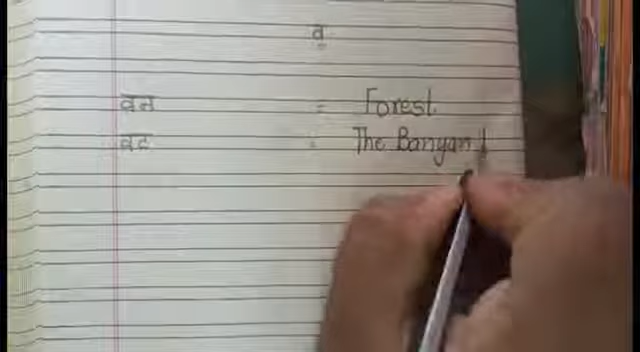 व
वन = Forest
वट = The Banyan